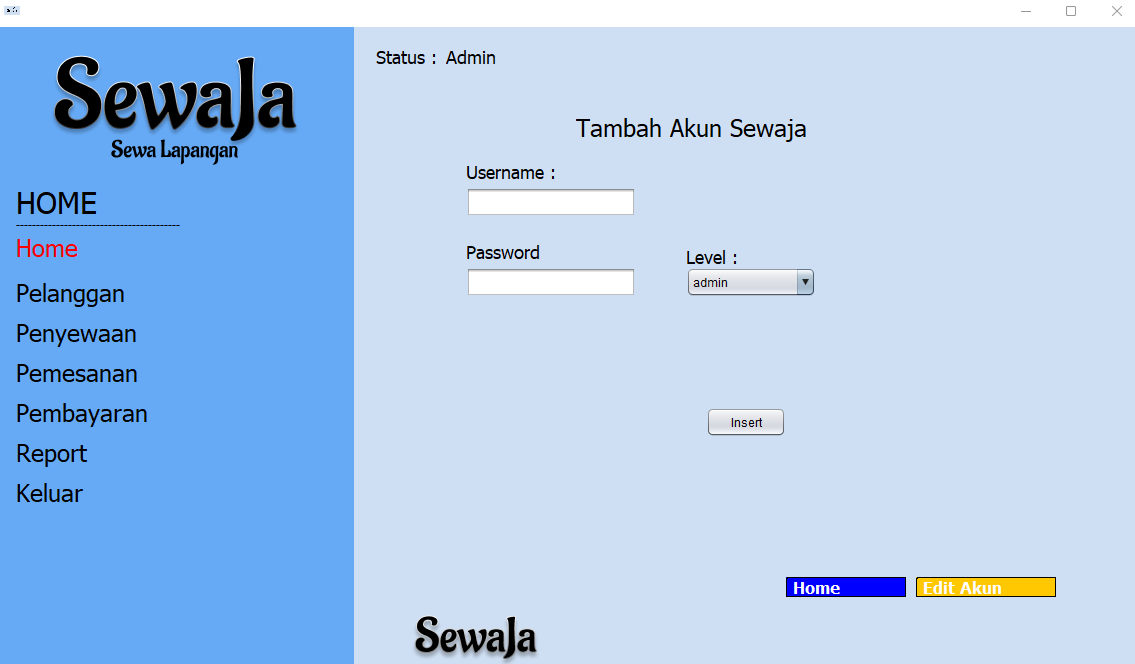 SewaJa
Sewa Lapangan
HOME
Home
Pelanggan
Penyewaan
Pemesanan
Pembayaran
Report
Keluar
Status : Admin
Tambah Akun Sewaja
Username :
Password
Level :
admin
Insert
Home
Edit Akun
SewaJa